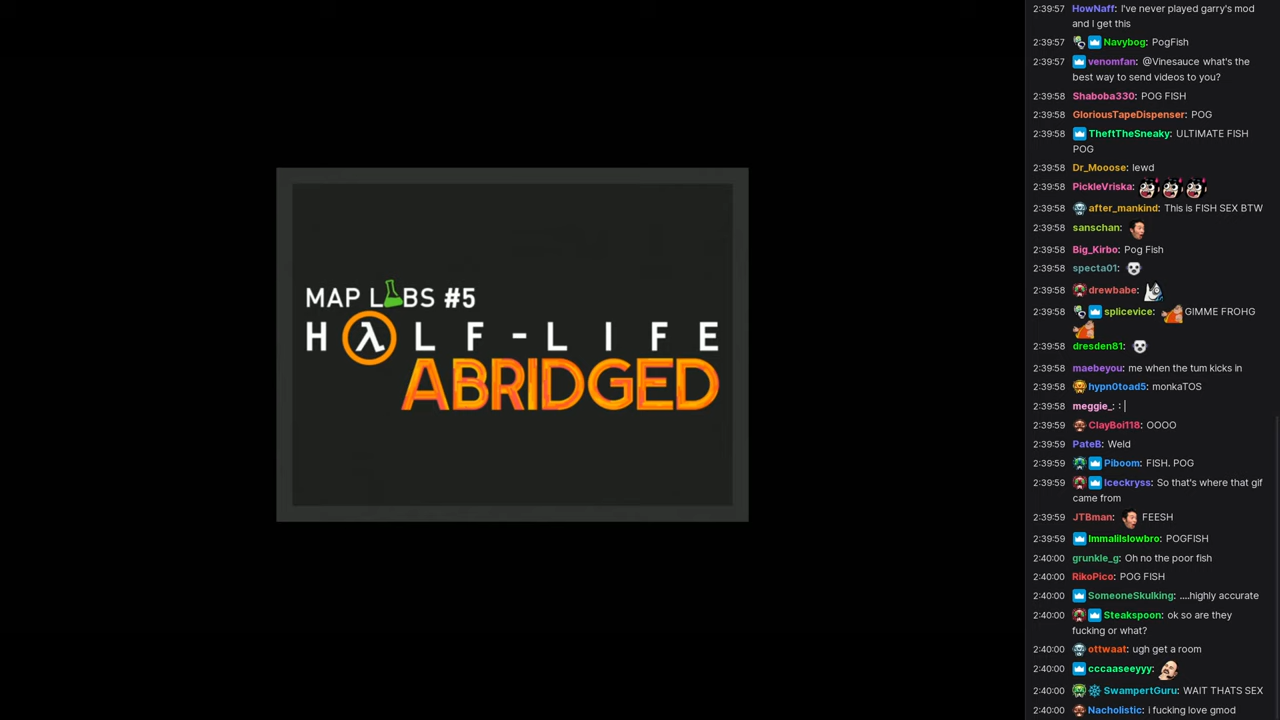 MAP LABS #5
HλLF-LIFE
ABRIDGED
2:39:57 HowNaff: I've never played garry's mod
and I get this
2:39:57 Navybog: PogFish
2:39:57 venomfan: @Vinesauce what's the
best way to send videos to you?
2:39:58 Shaboba330: POG FISH
2:39:58 GloriousTapeDispenser: POG
2:39:58 TheftTheSneaky: ULTIMATE FISH
POG
2:39:58 Dr_Mooose: lewd
2:39:58 PickleVriska:
2:39:58 after_mankind: This is FISH SEX BTW
2:39:58 sanschan:
2:39:58 Big_Kirbo: Pog Fish
2:39:58 specta01:
2:39:58 drewbabe:
2:39:58 splicevice: GIMME FROHG
2:39:58 dresden81:
2:39:58 maebeyou: me when the tum kicks in
2:39:58 hypn0toad5: monkaTOS
2:39:58 meggie_: : |
2:39:59 ClayBoi118: OOOO
2:39:59 PateB: Weld
2:39:59 Piboom: FISH. POG
2:39:59 Iceckryss: So that's where that gif
came from
2:39:59 JTBman: FEESH
2:39:59 Immalilslowbro: POGFISH
2:40:00 grunkle_g: Oh no the poor fish
2:40:00 RikoPico: POG FISH
2:40:00 SomeoneSkulking: ....highly accurate
2:40:00 Steakspoon: ok so are they
fucking or what?
2:40:00 ottwaat: ugh get a room
2:40:00 cccaaseeyyy:
2:40:00 SwampertGuru: WAIT THATS SEX
2:40:00 Nacholistic: i fucking love gmod